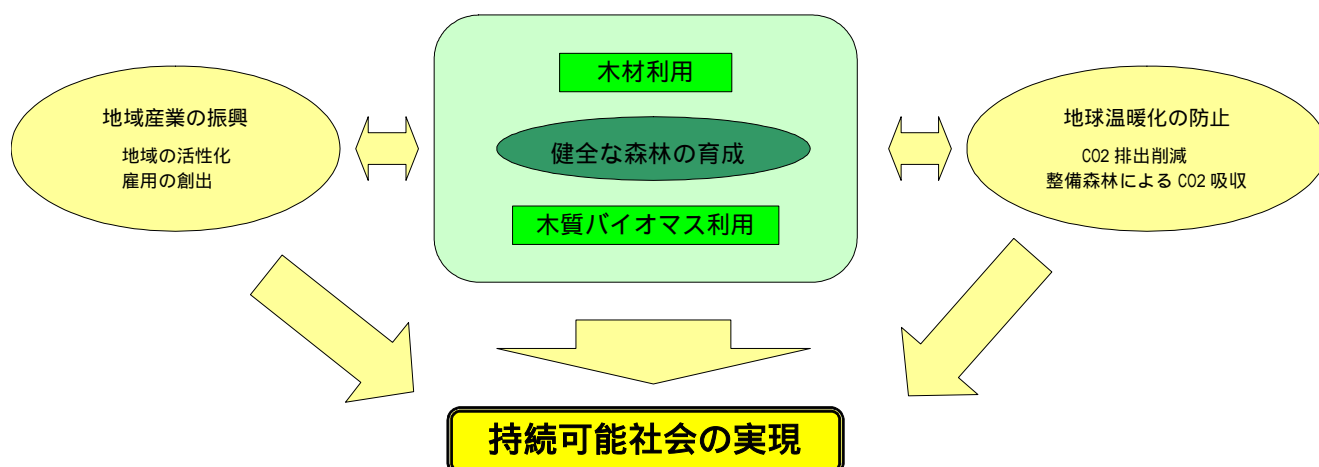 地域産業の振興
地域の活性化
雇用の創出
木材利用
健全な森林の育成
木質バイオマス利用
地球温暖化の防止
CO2 排出削減
整備森林による CO2 吸収
持続可能社会の実現